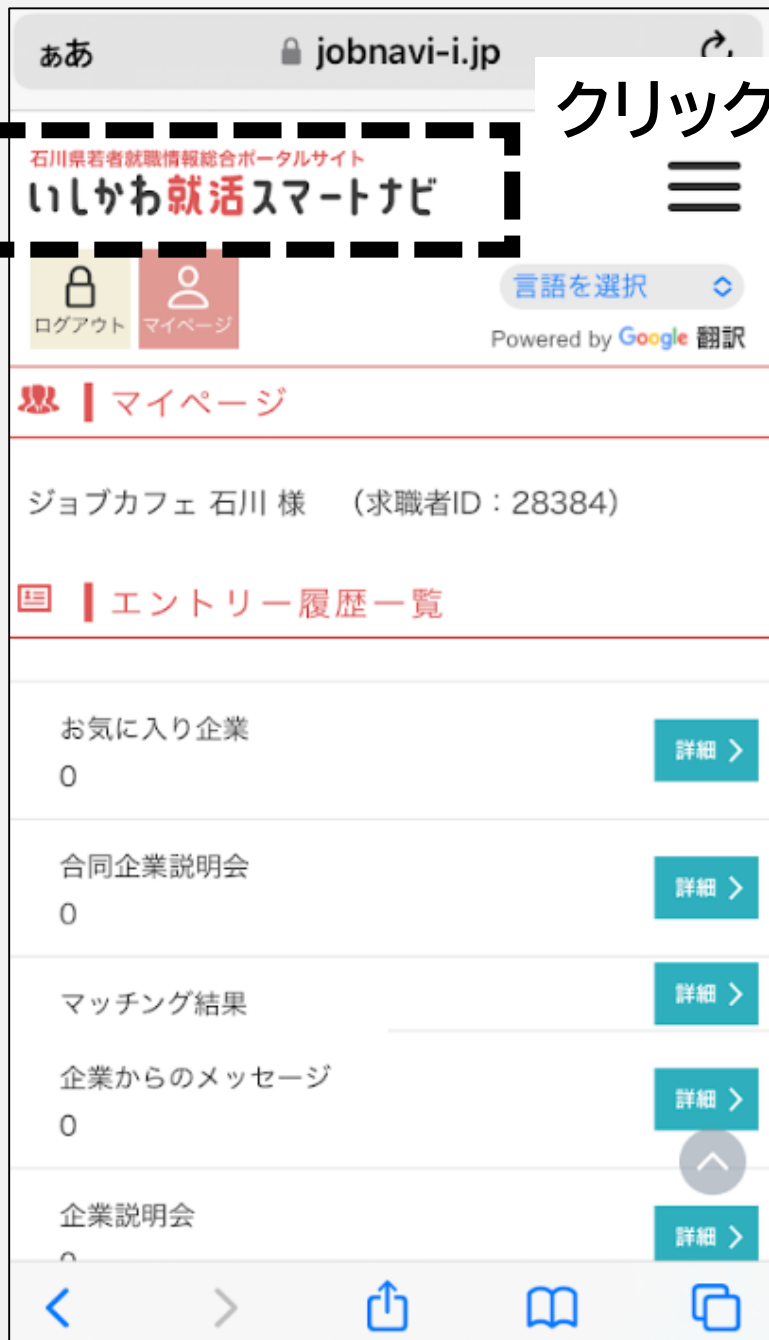 ぁあ jobnavi-i.jp
クリック
石川県若者就職情報総合ポータルサイト
いしかわ就活スマートナビ
ログアウト マイページ
言語を選択
Powered by Google 翻訳
マイページ
ジョブカフェ 石川 様 （求職者ID：28384）
エントリー履歴一覧
お気に入り企業
0
詳細
合同企業説明会
0
詳細
マッチング結果
詳細
企業からのメッセージ
0
詳細
企業説明会
0
詳細